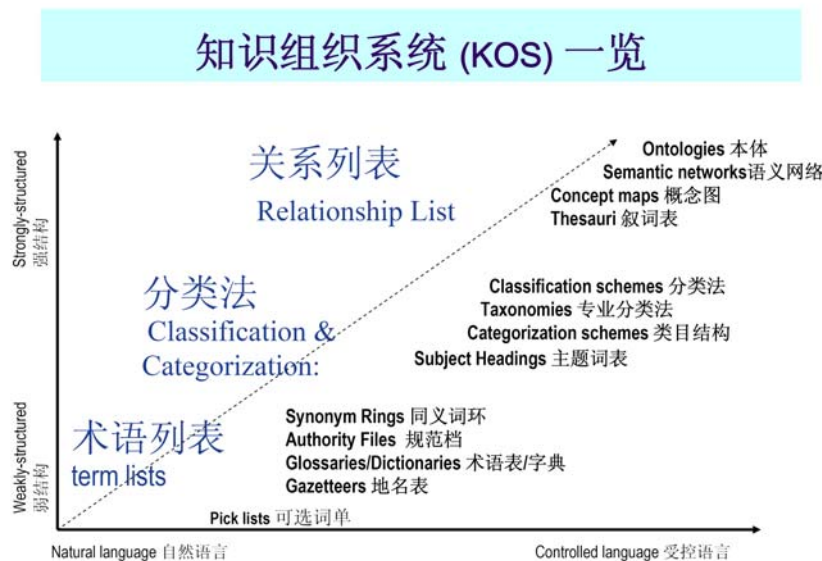 知识组织系统 (KOS) 一览
Strongly-structured
强结构
关系列表
Relationship List
Ontologies 本体
Semantic networks语义网络
Concept maps 概念图
Thesauri 叙词表
分类法
Classification &
Categorization:
Classification schemes 分类法
Taxonomies 专业分类法
Categorization schemes 类目结构
Subject Headings 主题词表
Weakly-structured
弱结构
术语列表
term lists
Synonym Rings 同义词环
Authority Files 规范档
Glossaries/Dictionaries 术语表/字典
Gazetteers 地名表
Pick lists 可选词单
Natural language 自然语言
Controlled language 受控语言